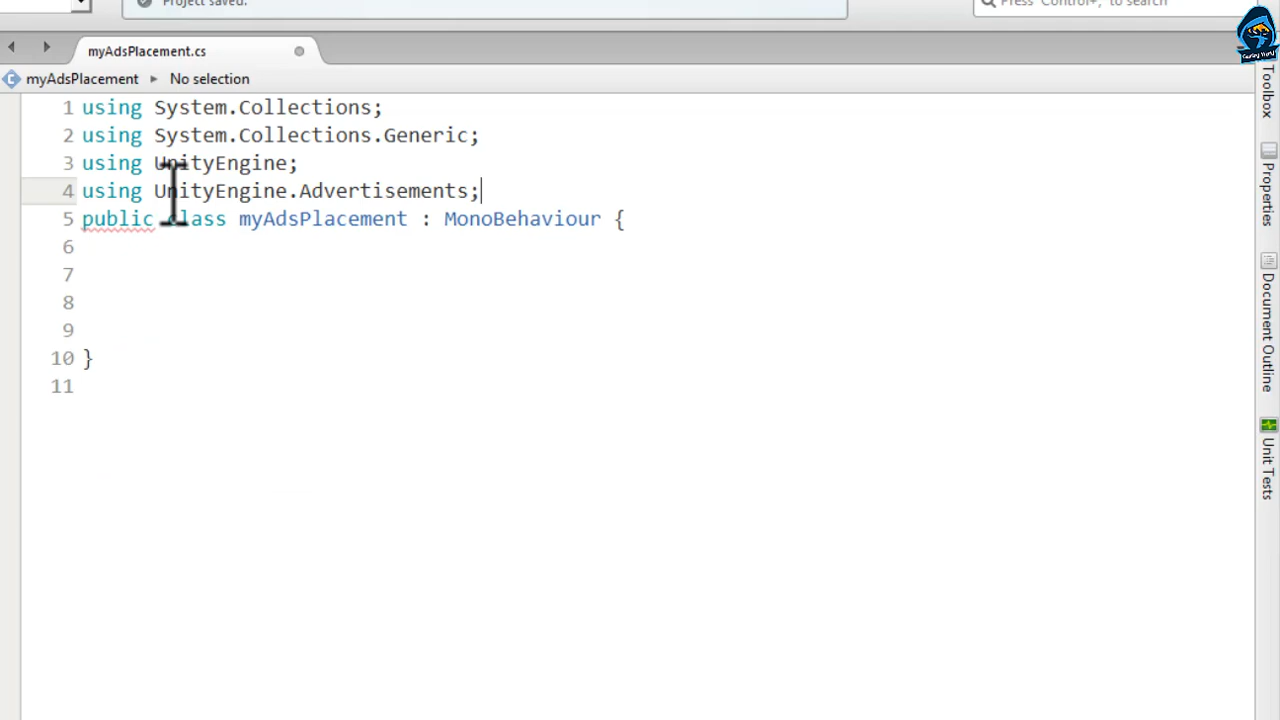 Project saved.
Press 'Control+,' to search
myAdsPlacement.cs
myAdsPlacement
No selection
1 using System.Collections;
2 using System.Collections.Generic;
3 using UnityEngine;
4 using UnityEngine.Advertisements;
5 public class myAdsPlacement : MonoBehaviour {
6
7
8
9
10 }
11
Toolbox
Properties
Document Outline
Unit Tests